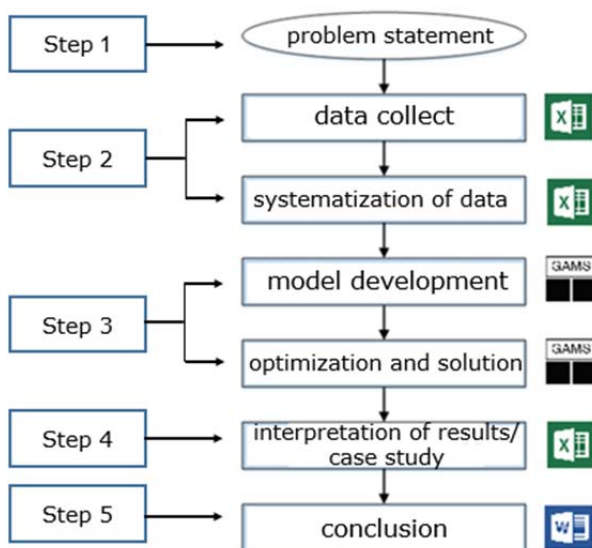 Step 1
problem statement
Step 2
data collect
X
systematization of data
X
Step 3
model development
GAMS
optimization and solution
GAMS
Step 4
interpretation of results/
case study
X
Step 5
conclusion
W